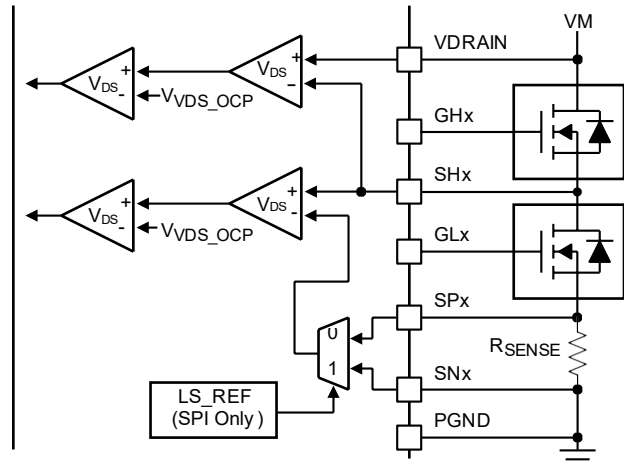 VM
VDRAIN
+
-
VDS
+
-
VDS
VVDS_OCP
GHx
SHx
+
-
VDS
+
-
VDS
VVDS_OCP
GLx
SPx
0
1
RSENSE
SNx
LS_REF
(SPI Only)
PGND